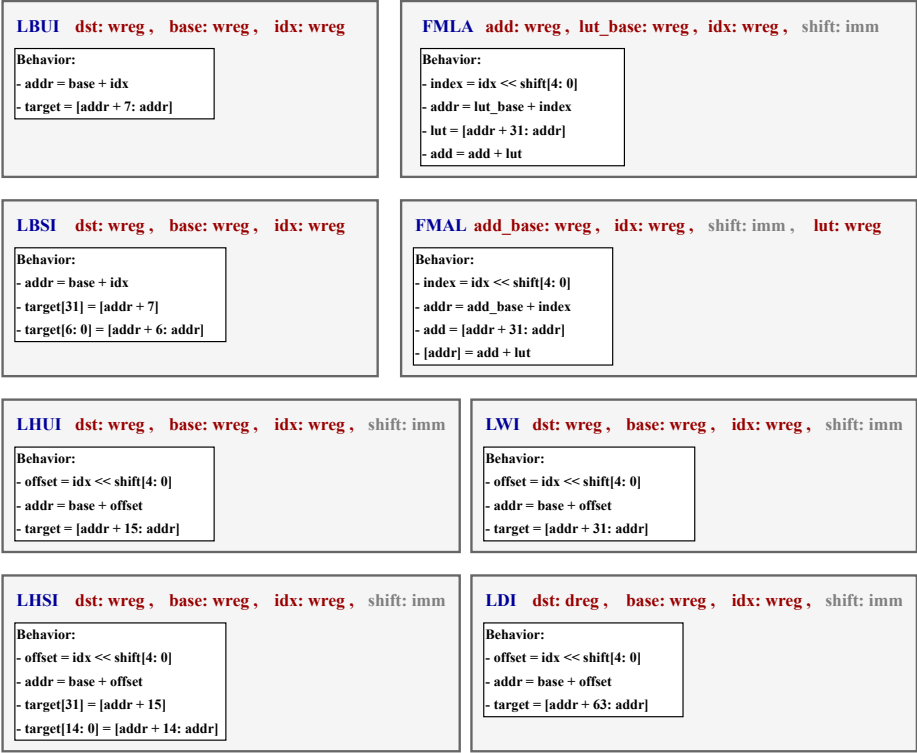 LBUI dst: wreg , base: wreg , idx: wreg
Behavior:
- addr = base + idx
- target = [addr + 7: addr]
FMLA add: wreg , lut_base: wreg , idx: wreg , shift: imm
Behavior:
- index = idx << shift[4: 0]
- addr = lut_base + index
- lut = [addr + 31: addr]
- add = add + lut
LBSI dst: wreg , base: wreg , idx: wreg
Behavior:
- addr = base + idx
- target[31] = [addr + 7]
- target[6: 0] = [addr + 6: addr]
FMAL add_base: wreg , idx: wreg , shift: imm , lut: wreg
Behavior:
- index = idx << shift[4: 0]
- addr = add_base + index
- add = [addr + 31: addr]
- [addr] = add + lut
LHUI dst: wreg , base: wreg , idx: wreg , shift: imm
Behavior:
- offset = idx << shift[4: 0]
- addr = base + offset
- target = [addr + 15: addr]
LWI dst: wreg , base: wreg , idx: wreg , shift: imm
Behavior:
- offset = idx << shift[4: 0]
- addr = base + offset
- target = [addr + 31: addr]
LHSI dst: wreg , base: wreg , idx: wreg , shift: imm
Behavior:
- offset = idx << shift[4: 0]
- addr = base + offset
- target[31] = [addr + 15]
- target[14: 0] = [addr + 14: addr]
LDI dst: dreg , base: wreg , idx: wreg , shift: imm
Behavior:
- offset = idx << shift[4: 0]
- addr = base + offset
- target = [addr + 63: addr]